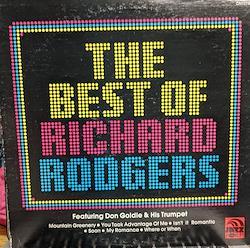 THE
BEST OF
RICHARD
RODGERS
Featuring Don Goldie & His Trumpet
Mountain Greenery • You Took Advantage Of Me • Isn't It Romantic
• Soon • My Romance • Where or When